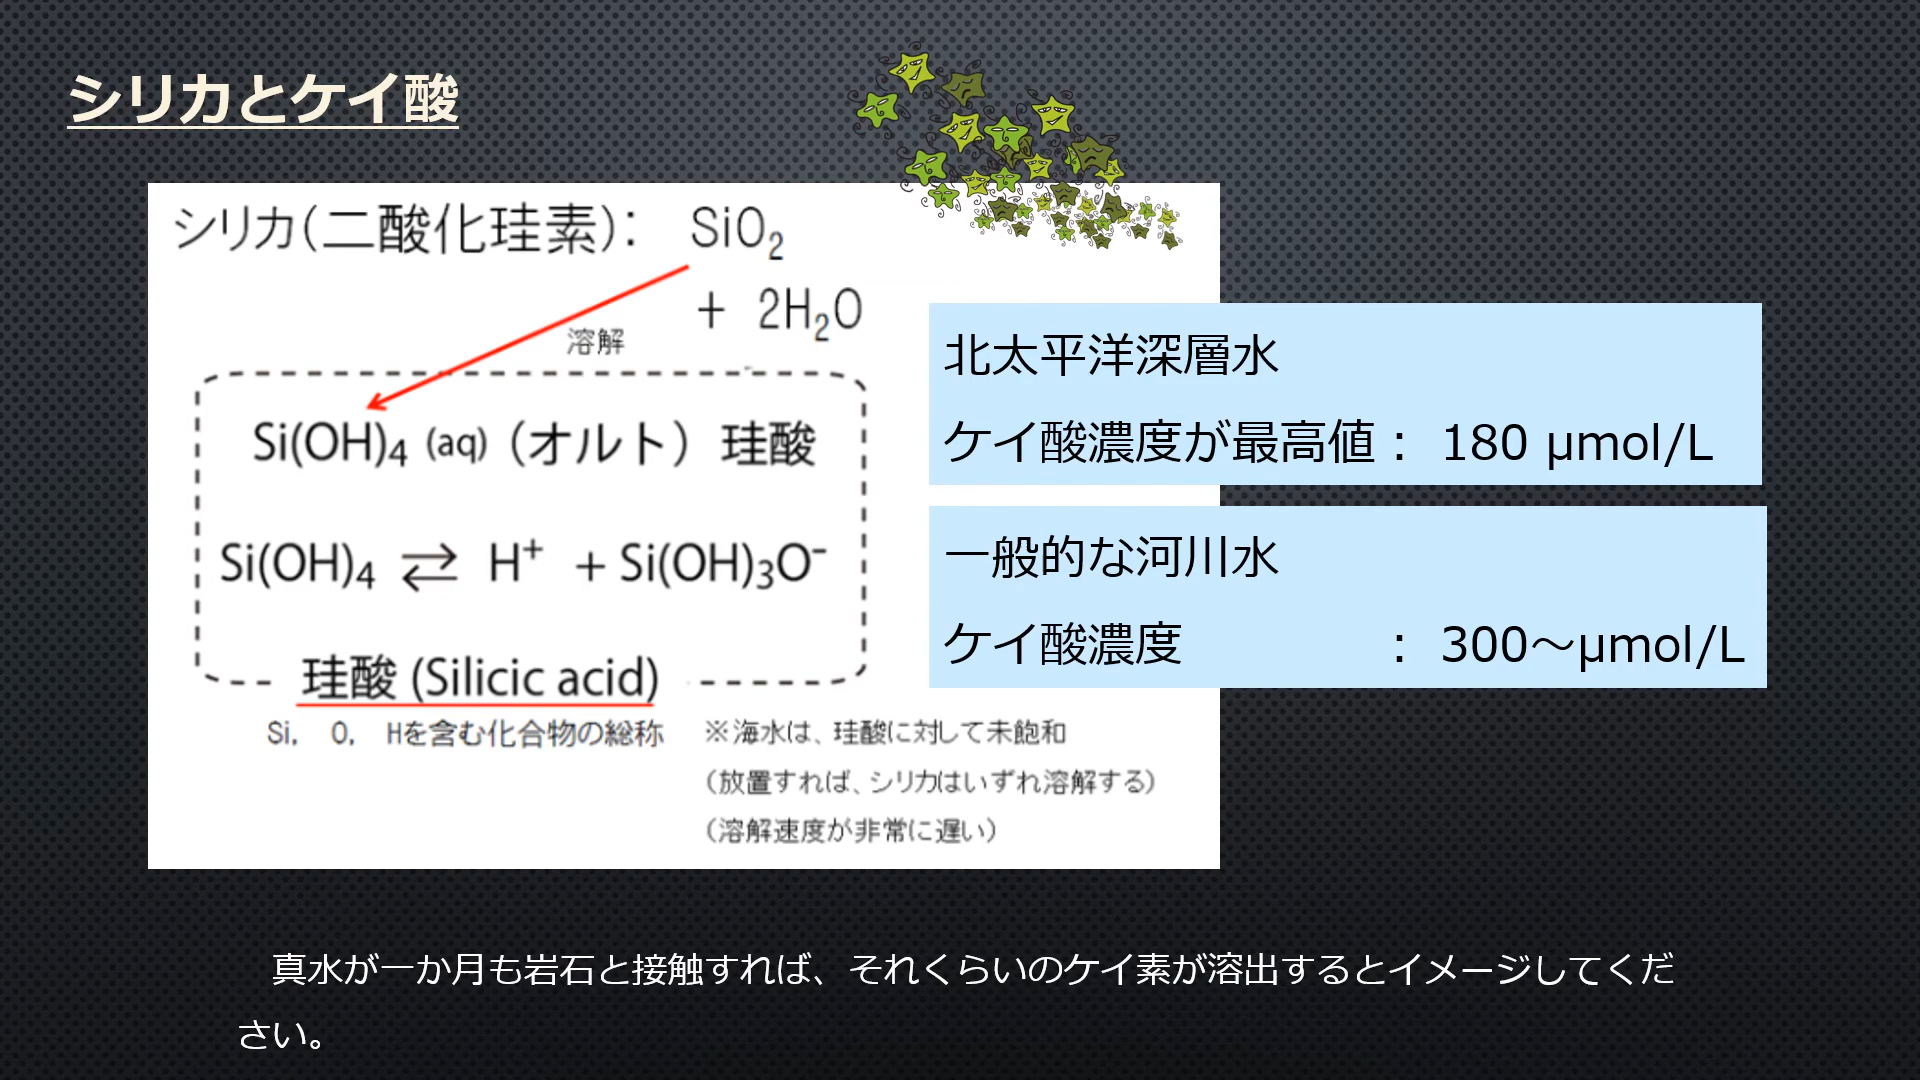 シリカとケイ酸
シリカ(二酸化珪素): SiO2
+ 2H2O
溶解
Si(OH)4 (aq)（オルト）珪酸
Si(OH)4 ⇄ H+ + Si(OH)3O-
珪酸 (Silicic acid)
Si, O, Hを含む化合物の総称
※海水は、珪酸に対して未飽和
（放置すれば、シリカはいずれ溶解する）
（溶解速度が非常に遅い）
北太平洋深層水
ケイ酸濃度が最高値： 180 μmol/L
一般的な河川水
ケイ酸濃度 ： 300～μmol/L
真水が一か月も岩石と接触すれば、それくらいのケイ素が溶出するとイメージしてくだ
さい。